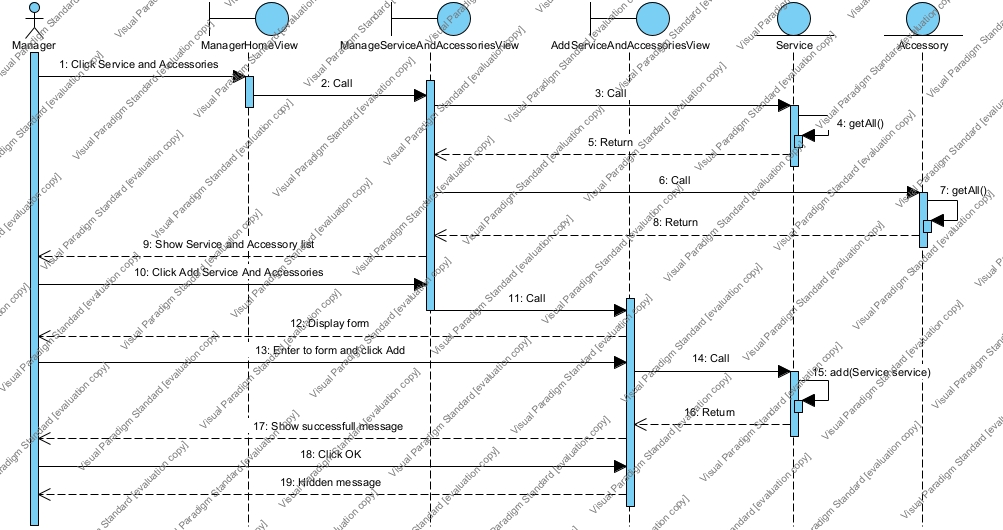 Manager
ManagerHomeView
ManageServiceAndAccessoriesView
AddServiceAndAccessoriesView
Service
Accessory
1: Click Service and Accessories
2: Call
3: Call
4: getAll()
5: Return
6: Call
7: getAll()
8: Return
9: Show Service and Accessory list
10: Click Add Service And Accessories
11: Call
12: Display form
13: Enter to form and click Add
14: Call
15: add(Service service)
16: Return
17: Show successfull message
18: Click OK
19: Hidden message
Visual Paradigm Standard [evaluation copy]